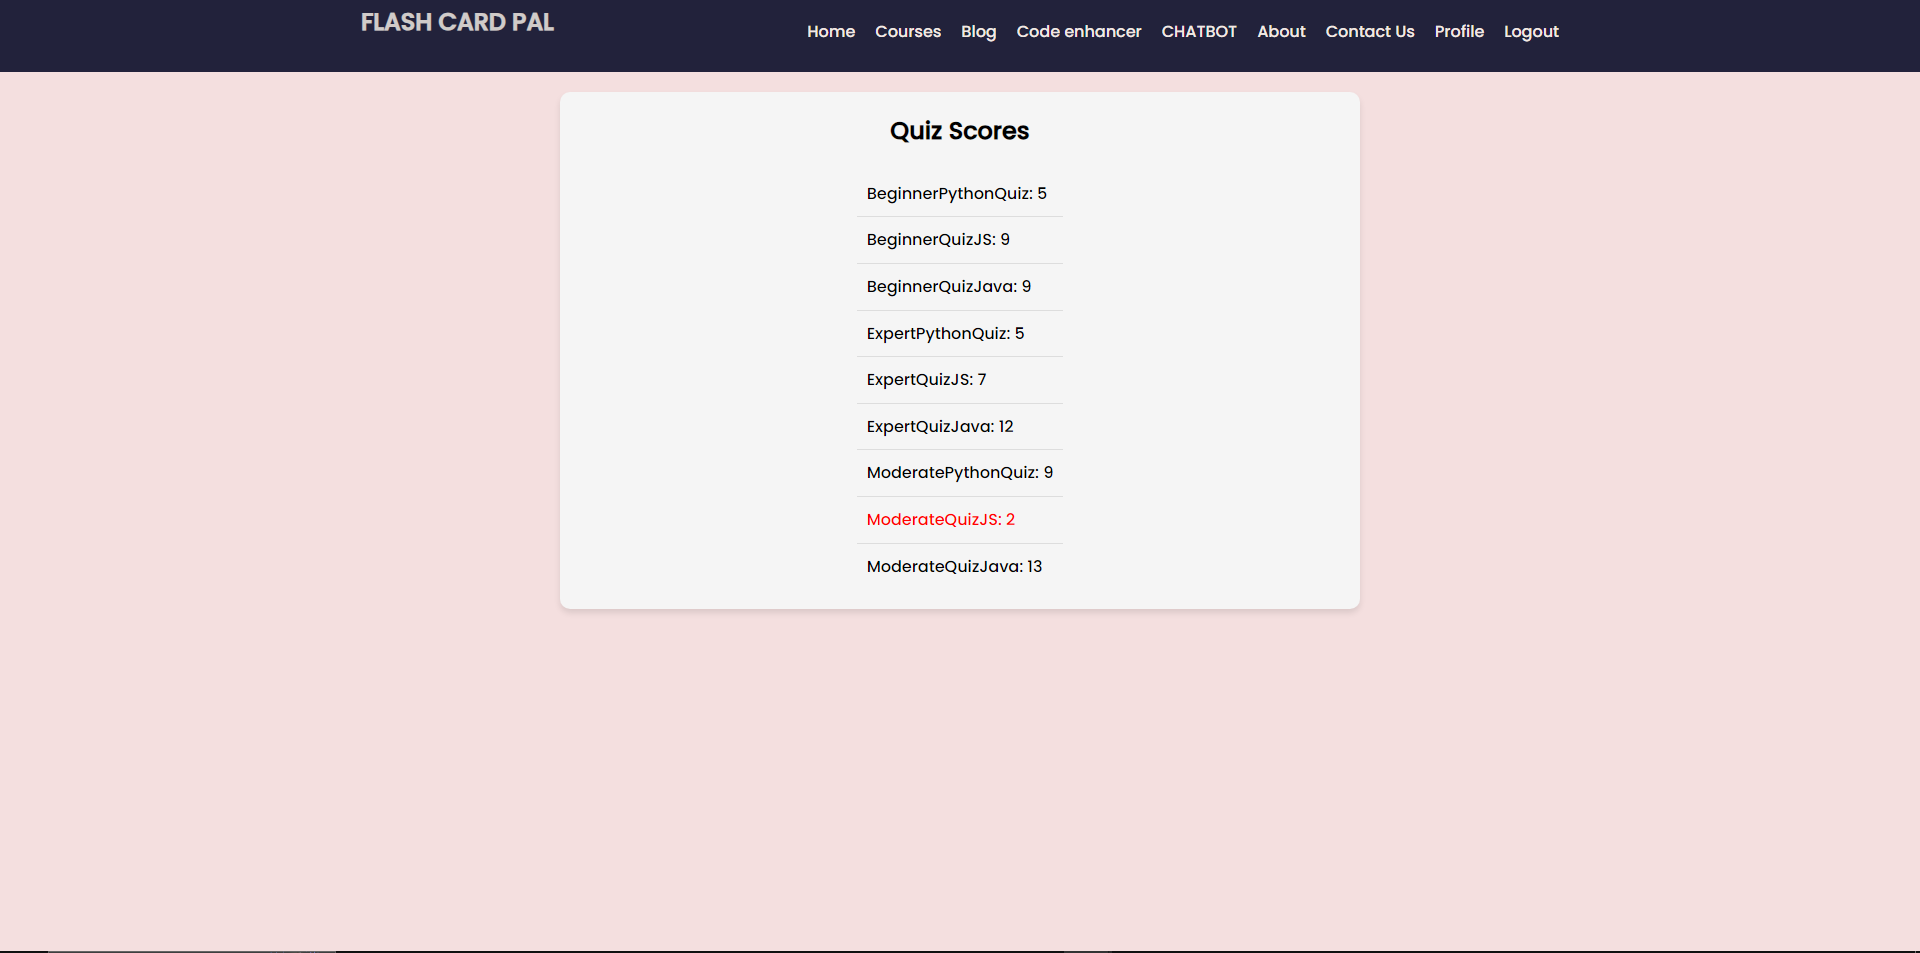 FLASH CARD PAL
Home Courses Blog Code enhancer CHATBOT About Contact Us Profile Logout
Quiz Scores
BeginnerPythonQuiz: 5
BeginnerQuizJS: 9
BeginnerQuizJava: 9
ExpertPythonQuiz: 5
ExpertQuizJS: 7
ExpertQuizJava: 12
ModeratePythonQuiz: 9
ModerateQuizJS: 2
ModerateQuizJava: 13